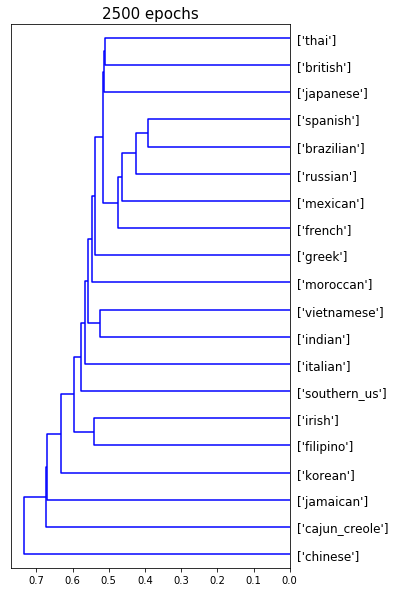 2500 epochs
['thai']
['british']
['japanese']
['spanish']
['brazilian']
['russian']
['mexican']
['french']
['greek']
['moroccan']
['vietnamese']
['indian']
['italian']
['southern_us']
['irish']
['filipino']
['korean']
['jamaican']
['cajun_creole']
['chinese']
0.7 0.6 0.5 0.4 0.3 0.2 0.1 0.0